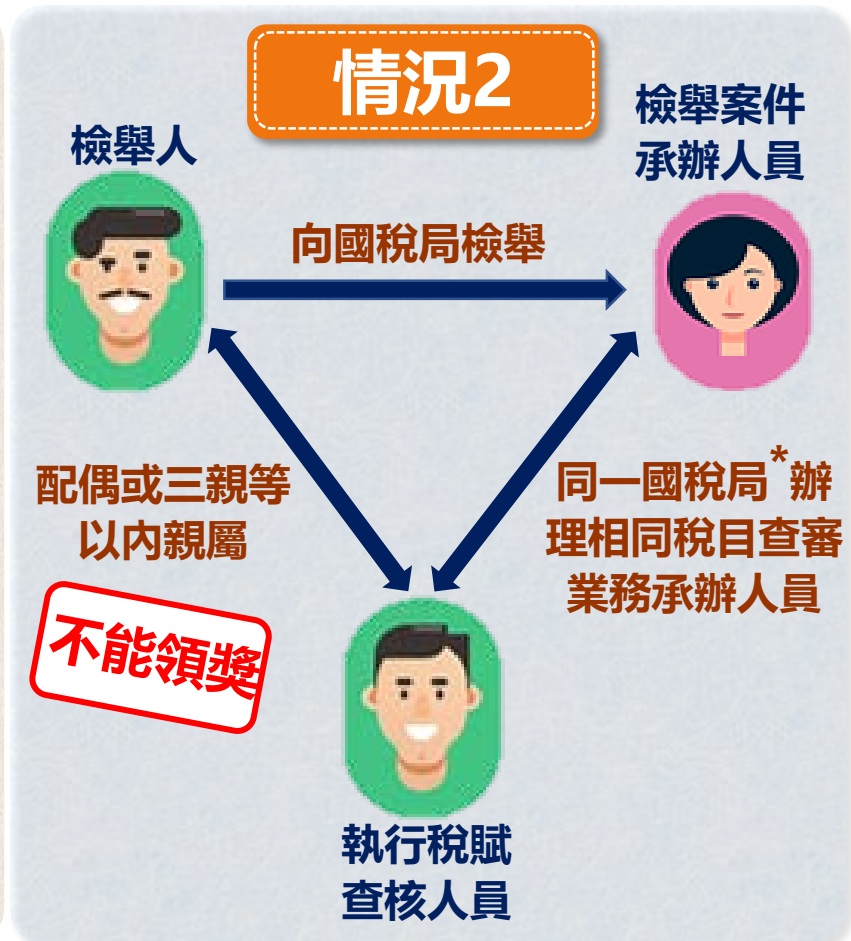 情況2
檢舉人
檢舉案件
承辦人員
向國稅局檢舉
配偶或三親等
以內親屬
同一國稅局*辦
理相同稅目查審
業務承辦人員
不能領獎
執行稅賦
查核人員